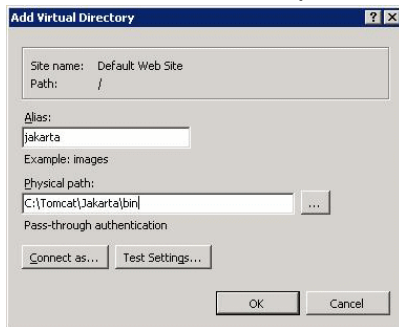 Add Virtual Directory
Site name: Default Web Site
Path: /
Alias:
jakarta
Example: images
Physical path:
C:\Tomcat\Jakarta\bin
...
Pass-through authentication
Connect as... Test Settings...
OK Cancel